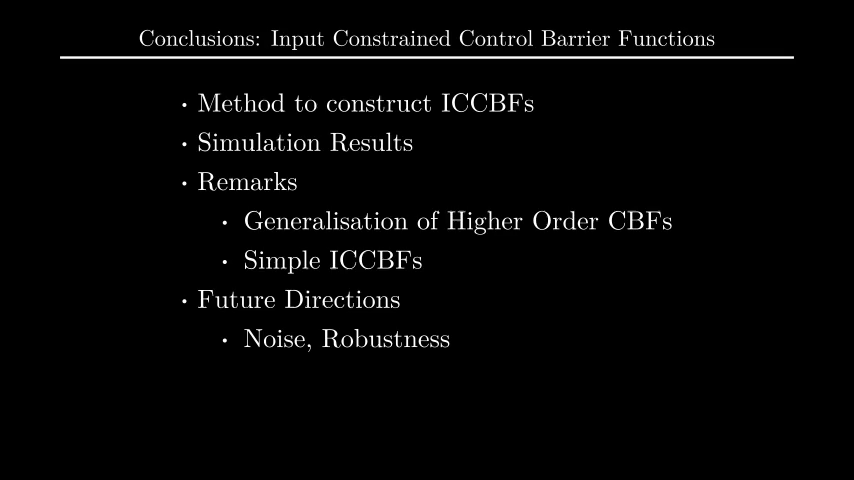 Conclusions: Input Constrained Control Barrier Functions
· Method to construct ICCBFs
· Simulation Results
· Remarks
· Generalisation of Higher Order CBFs
· Simple ICCBFs
· Future Directions
· Noise, Robustness